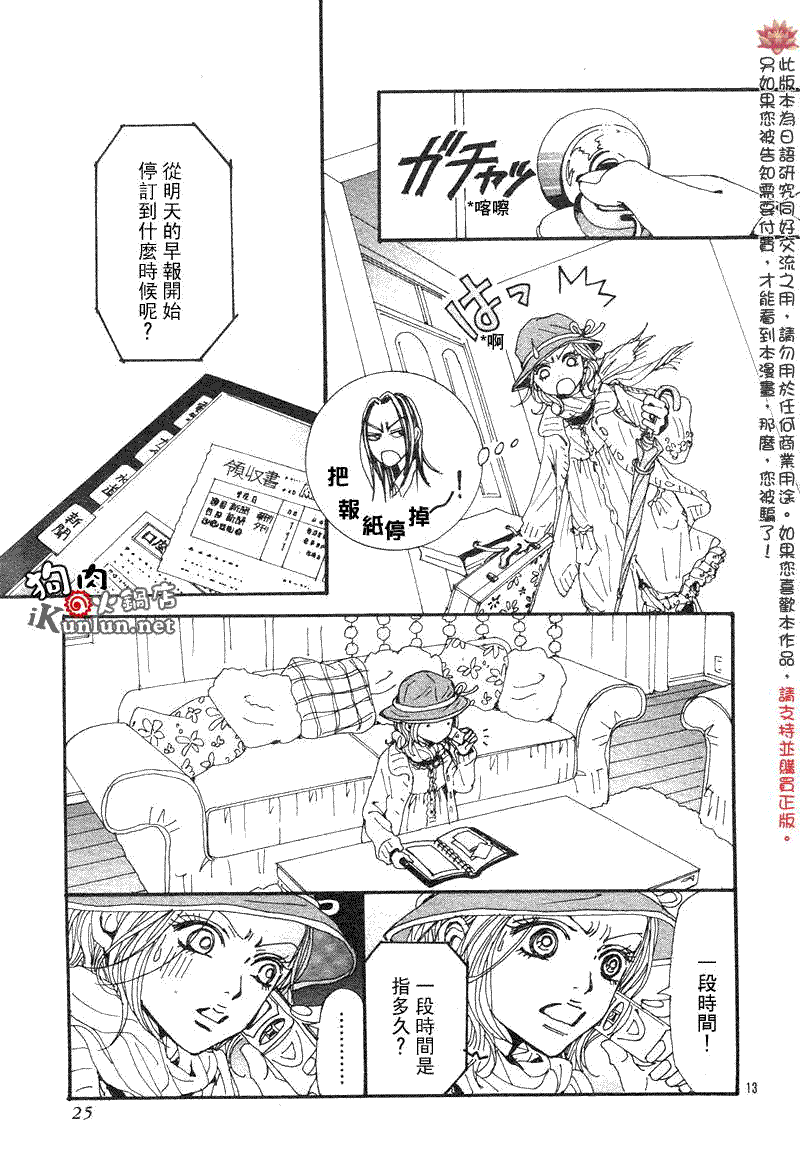 ガチャッ
*喀嚓
はっ
*啊
把
報
紙停
掉
從明天的早報開始
停訂到什麼時候呢？
領収書
新聞
水道
口座
狗肉
火鍋店
iKunlun.net
一段時間！
一段時間是
指多久？
………
13
25
此版本為日語研究同好交流之用，請勿用於任何商業用途。如果您喜歡本作品，請支持並購買正版。
另如果您被告知需要付費，才能看到本漫畫，那麼，您被騙了！